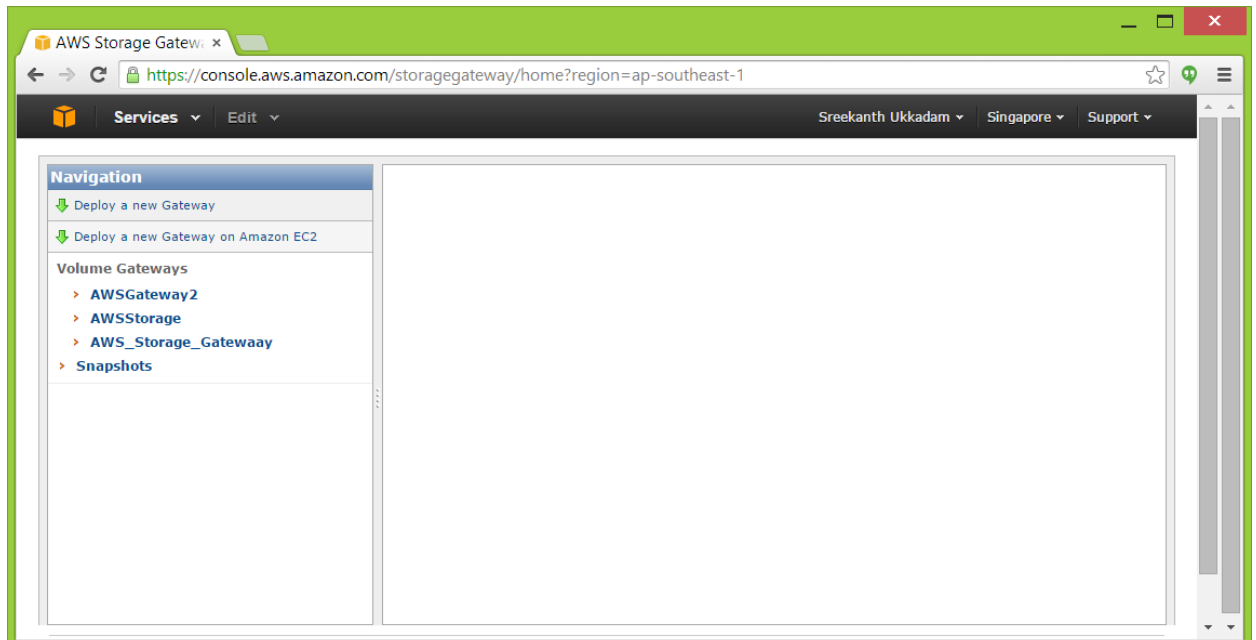 AWS Storage Gatew
https://console.aws.amazon.com/storagegateway/home?region=ap-southeast-1
Services Edit Sreekanth Ukkadam Singapore Support
Navigation
Deploy a new Gateway
Deploy a new Gateway on Amazon EC2
Volume Gateways
AWSGateway2
AWSStorage
AWS_Storage_Gatewaay
Snapshots